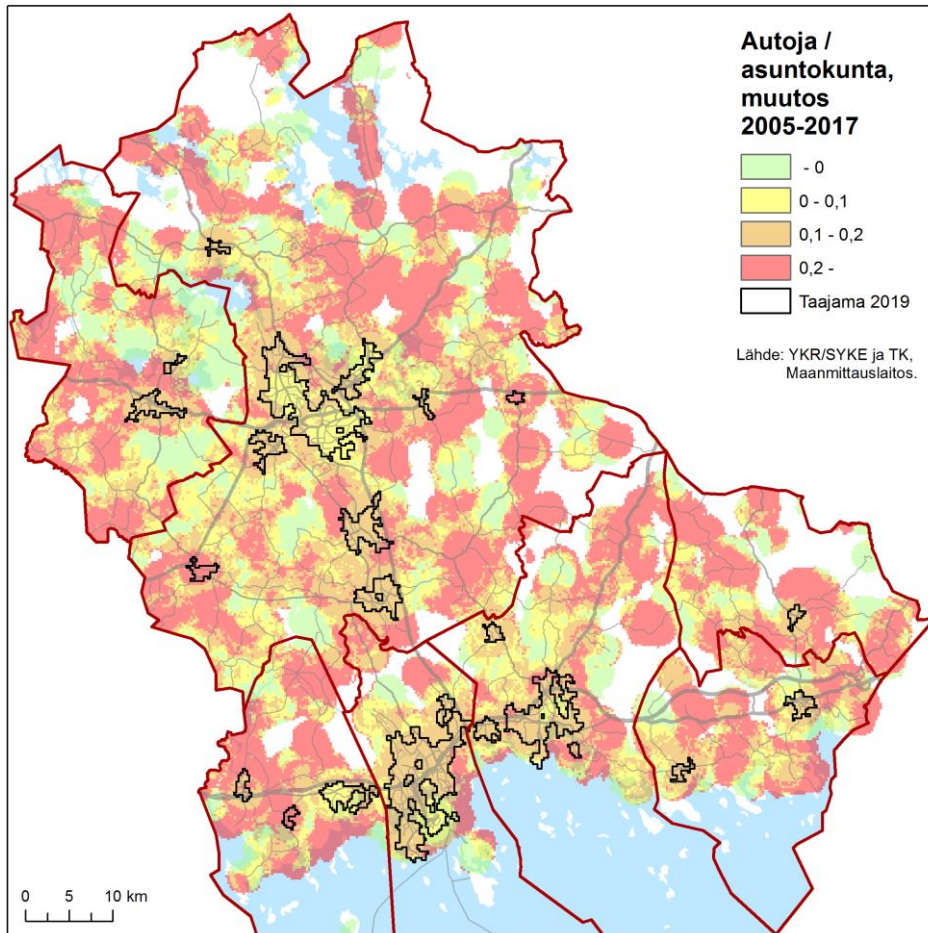 Autoja /
asuntokunta,
muutos
2005-2017
- 0
0 - 0,1
0,1 - 0,2
0,2 -
Taajama 2019
Lähde: YKR/SYKE ja TK,
Maanmittauslaitos.
0 5 10 km